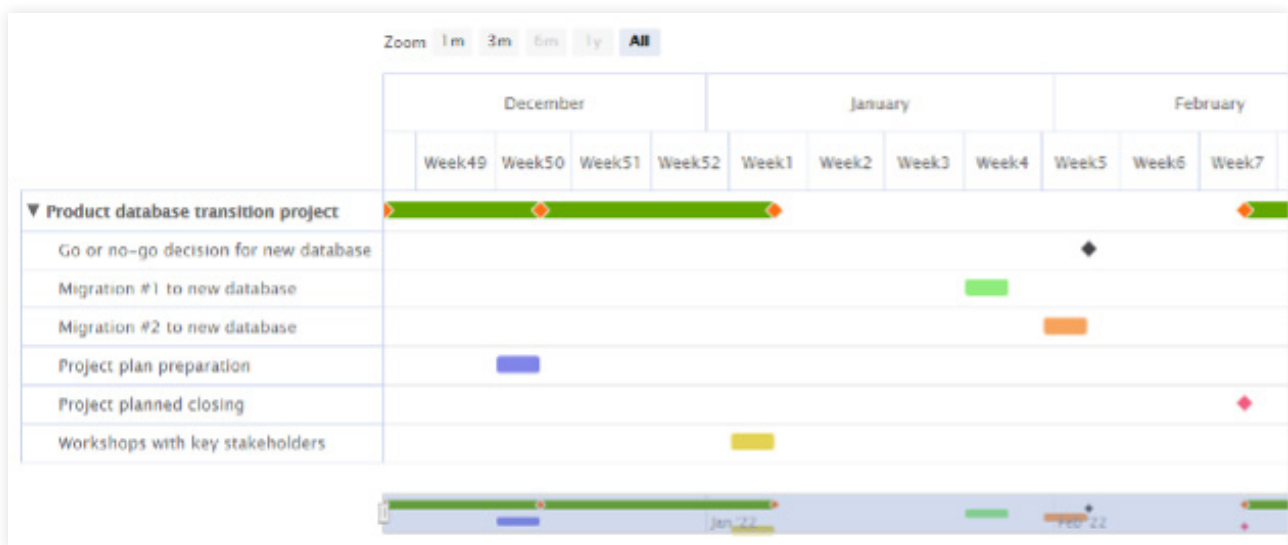 Zoom 1m 3m 6m 1y All
December January February
Week49 Week50 Week51 Week52 Week1 Week2 Week3 Week4 Week5 Week6 Week7
▼ Product database transition project
Go or no-go decision for new database
Migration #1 to new database
Migration #2 to new database
Project plan preparation
Project planned closing
Workshops with key stakeholders
Jan '22 Feb '22